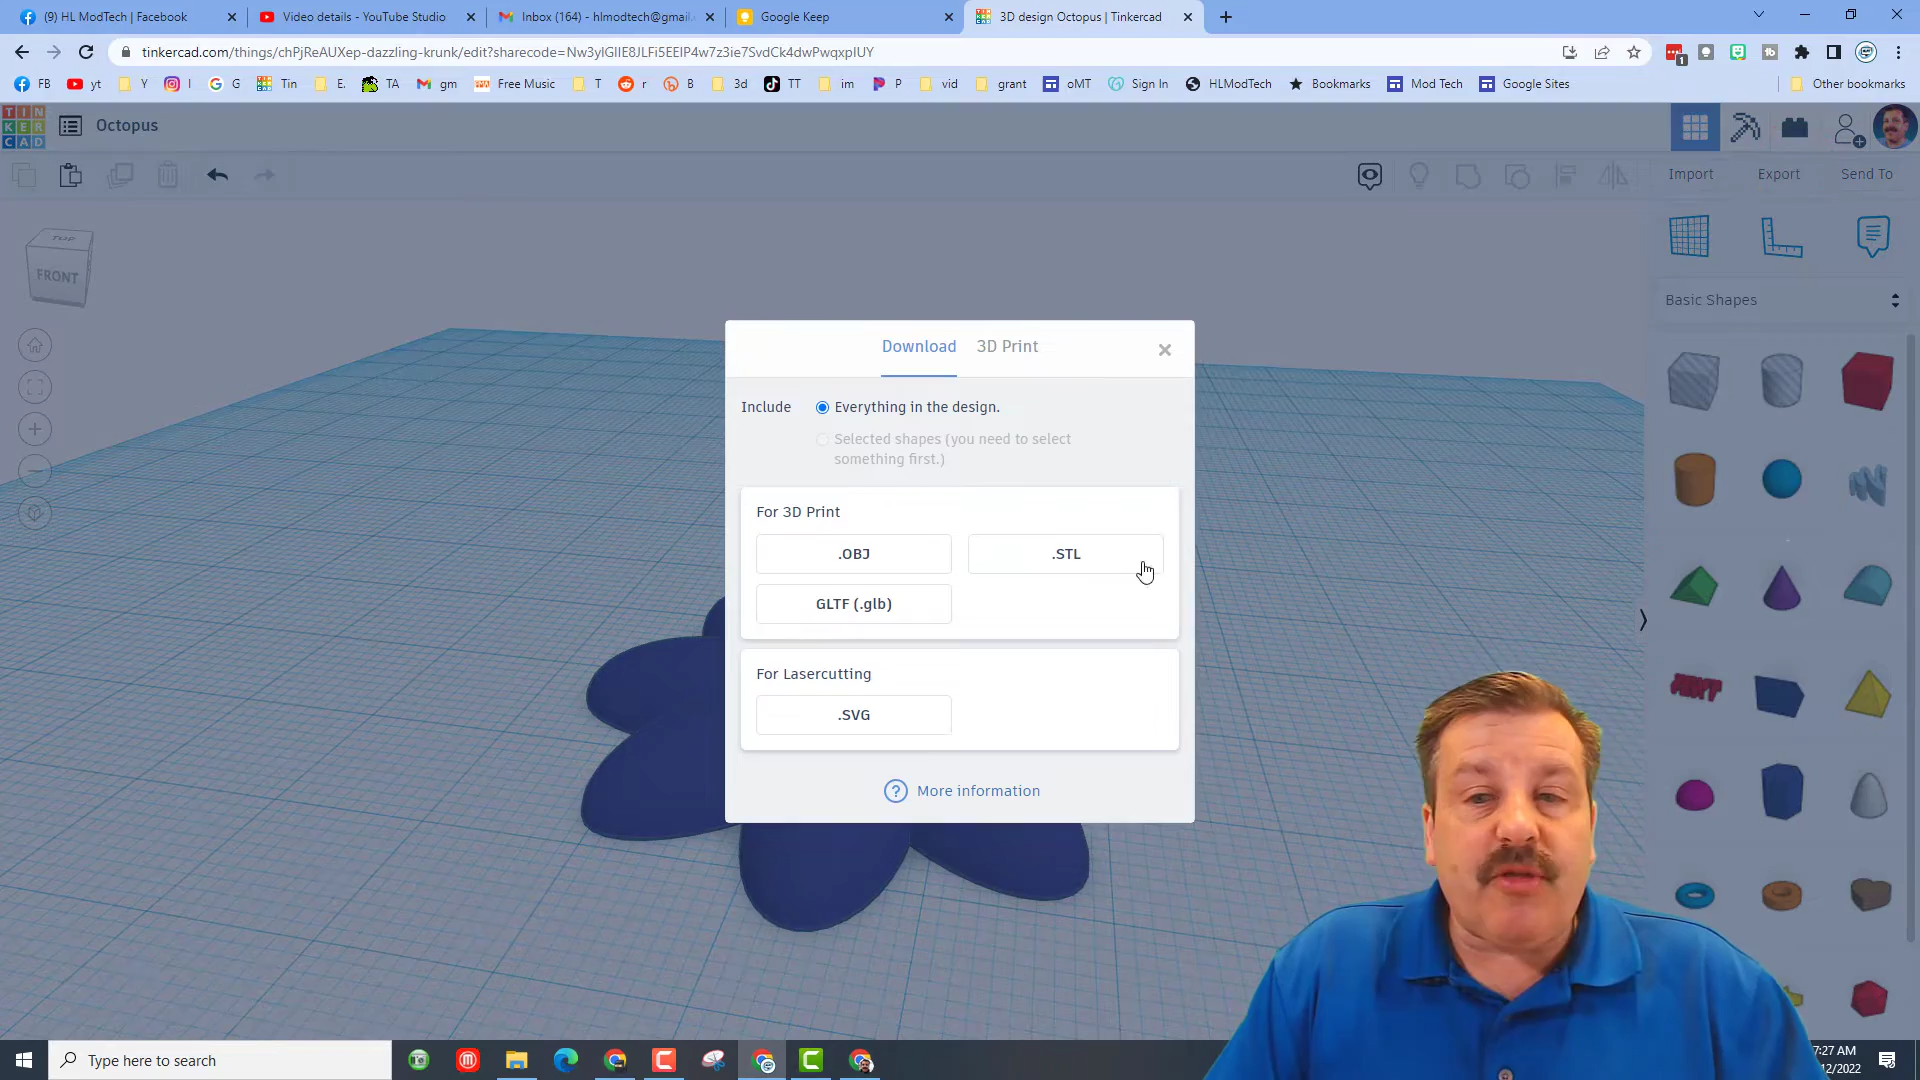 (9) HL ModTech | Facebook
Video details - YouTube Studio
Inbox (164) - hlmodtech@gmail.
Google Keep
3D design Octopus | Tinkercad
tinkercad.com/things/chPjReAUXep-dazzling-krunk/edit?sharecode=Nw3yIGllE8JLFi5EElP4w7z3ie7SvdCk4dwPwqxpIUY
1
FB
yt
Y
I
G
Tin
E.
TA
gm
Free Music
T
r
B
3d
TT
im
P
vid
grant
oMT
Sign In
HLModTech
Bookmarks
Mod Tech
Google Sites
Other bookmarks
TIN
KER
CAD
Octopus
Import
Export
Send To
TOP
FRONT
Basic Shapes
Download
3D Print
Include
Everything in the design.
Selected shapes (you need to select
something first.)
For 3D Print
.OBJ
.STL
GLTF (.glb)
For Lasercutting
.SVG
More information
Type here to search
7:27 AM
12/2022